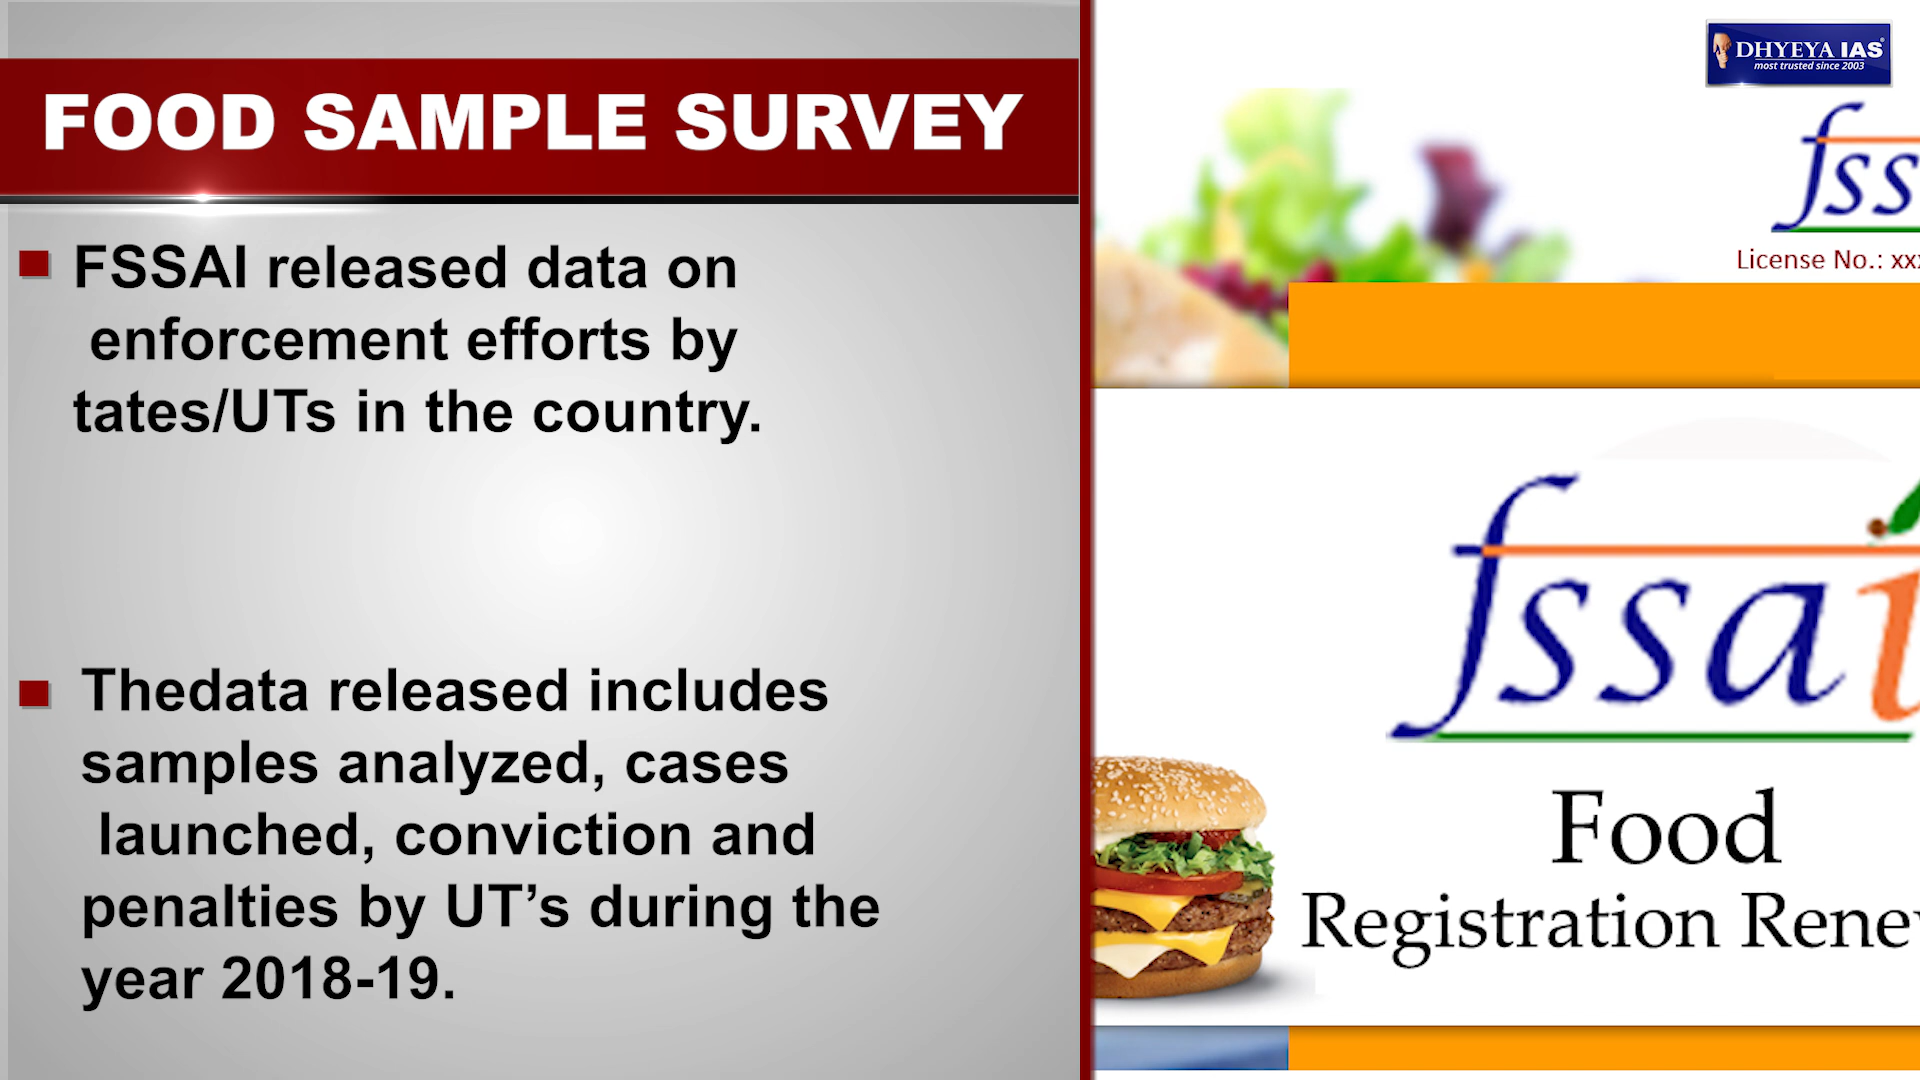 FOOD SAMPLE SURVEY
FSSAI released data on
enforcement efforts by
tates/UTs in the country.
Thedata released includes
samples analyzed, cases
launched, conviction and
penalties by UT’s during the
year 2018-19.
DHYEYA IAS
most trusted since 2003
fss
License No.: xxx
fssai
Food
Registration Rene